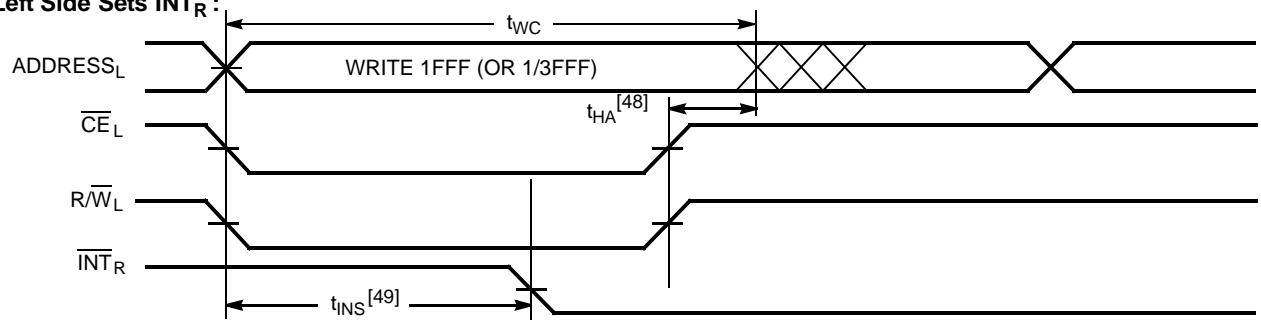 Left Side Sets INTR:
tWC
ADDRESSL
WRITE 1FFF (OR 1/3FFF)
tHA[48]
CEL
R/WL
INTR
tINS[49]